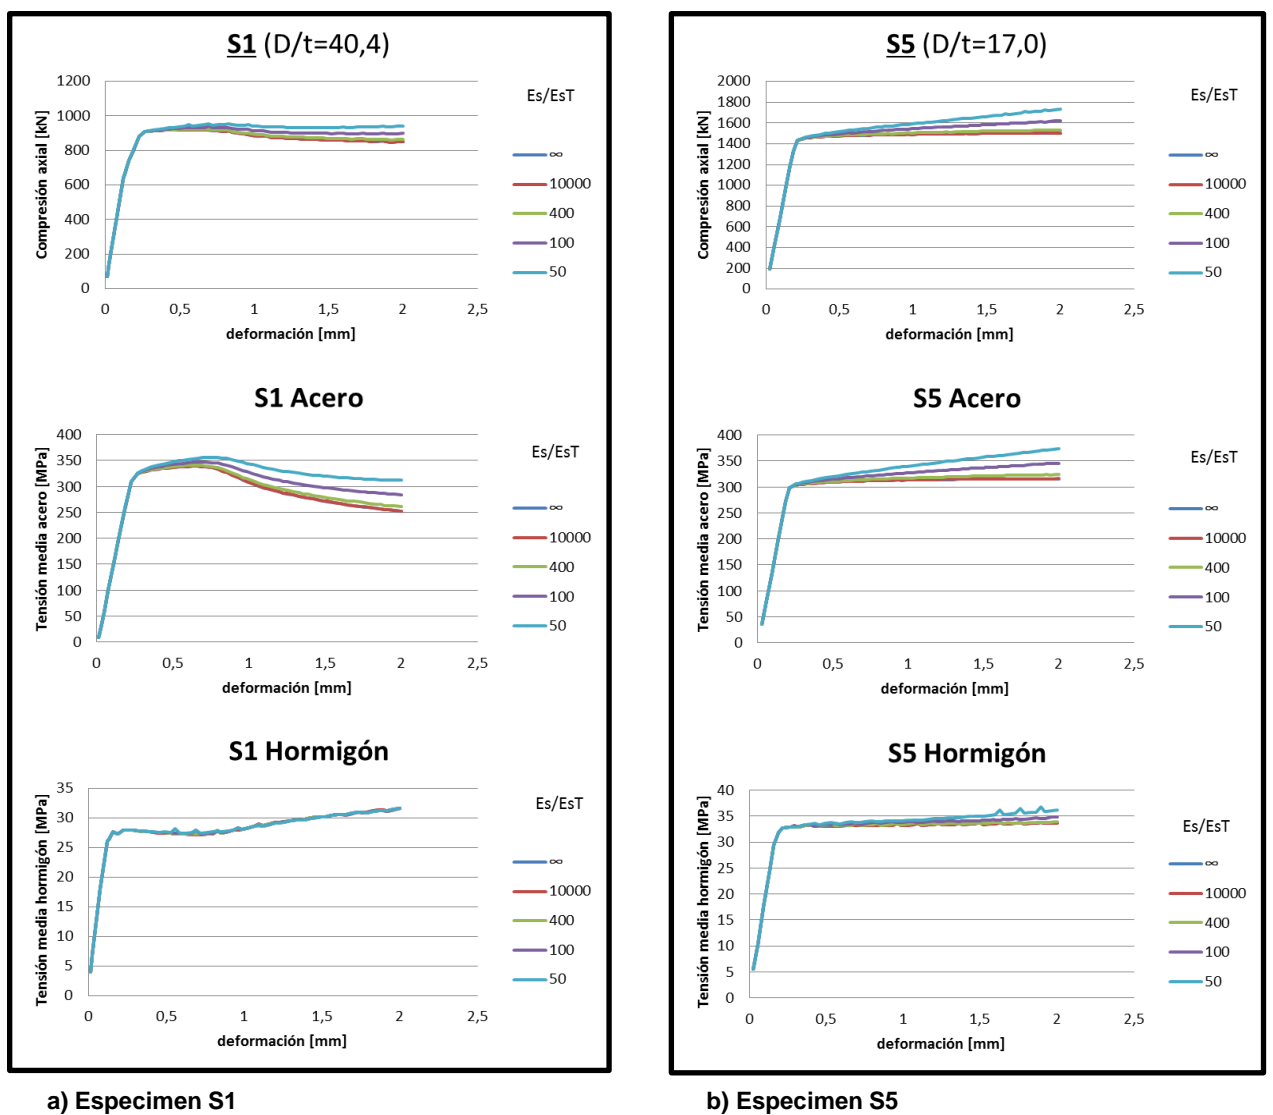 S1 (D/t=40,4)
Compresión axial [kN]
1200
1000
800
600
400
200
0
0 0,5 1 1,5 2 2,5
deformación [mm]
Es/EsT
∞
10000
400
100
50
S1 Acero
Tensión media acero [MPa]
400
350
300
250
200
150
100
50
0
0 0,5 1 1,5 2 2,5
deformación [mm]
Es/EsT
∞
10000
400
100
50
S1 Hormigón
Tensión media hormigón [MPa]
35
30
25
20
15
10
5
0
0 0,5 1 1,5 2 2,5
deformación [mm]
Es/EsT
∞
10000
400
100
50
a) Especimen S1
S5 (D/t=17,0)
Compresión axial [kN]
2000
1800
1600
1400
1200
1000
800
600
400
200
0
0 0,5 1 1,5 2 2,5
deformación [mm]
Es/EsT
∞
10000
400
100
50
S5 Acero
Tensión media acero [MPa]
400
350
300
250
200
150
100
50
0
0 0,5 1 1,5 2 2,5
deformación [mm]
Es/EsT
∞
10000
400
100
50
S5 Hormigón
Tensión media hormigón [MPa]
40
35
30
25
20
15
10
5
0
0 0,5 1 1,5 2 2,5
deformación [mm]
Es/EsT
∞
10000
400
100
50
b) Especimen S5